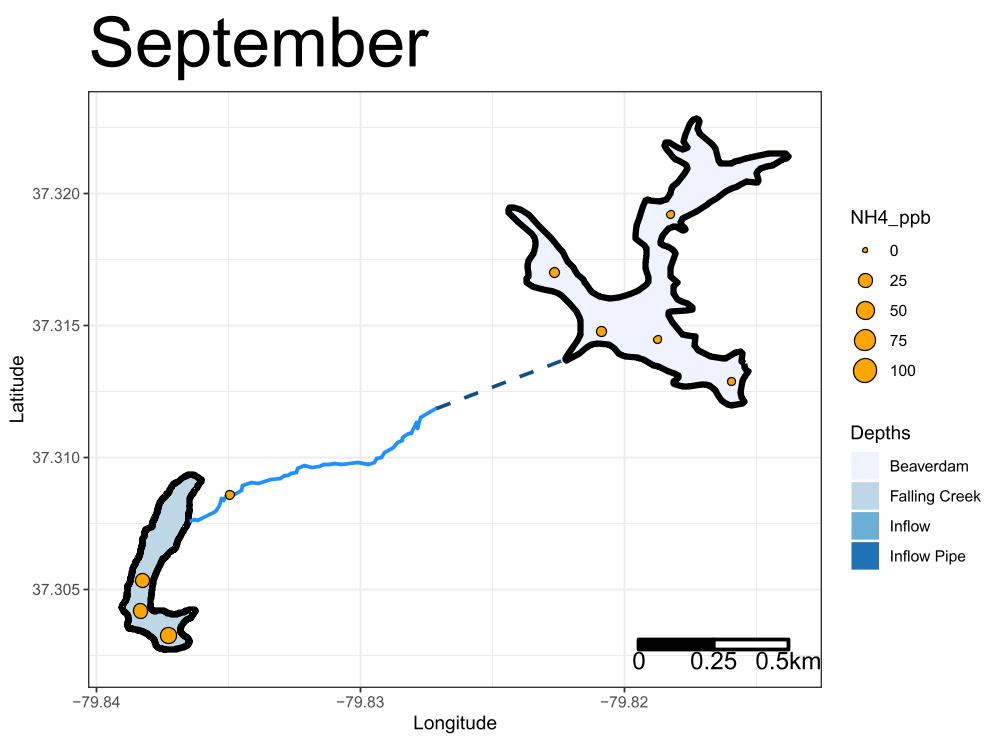 September
Latitude
37.320
37.315
37.310
37.305
−79.84
−79.83
−79.82
Longitude
0
0.25
0.5km
NH4_ppb
0
25
50
75
100
Depths
Beaverdam
Falling Creek
Inflow
Inflow Pipe